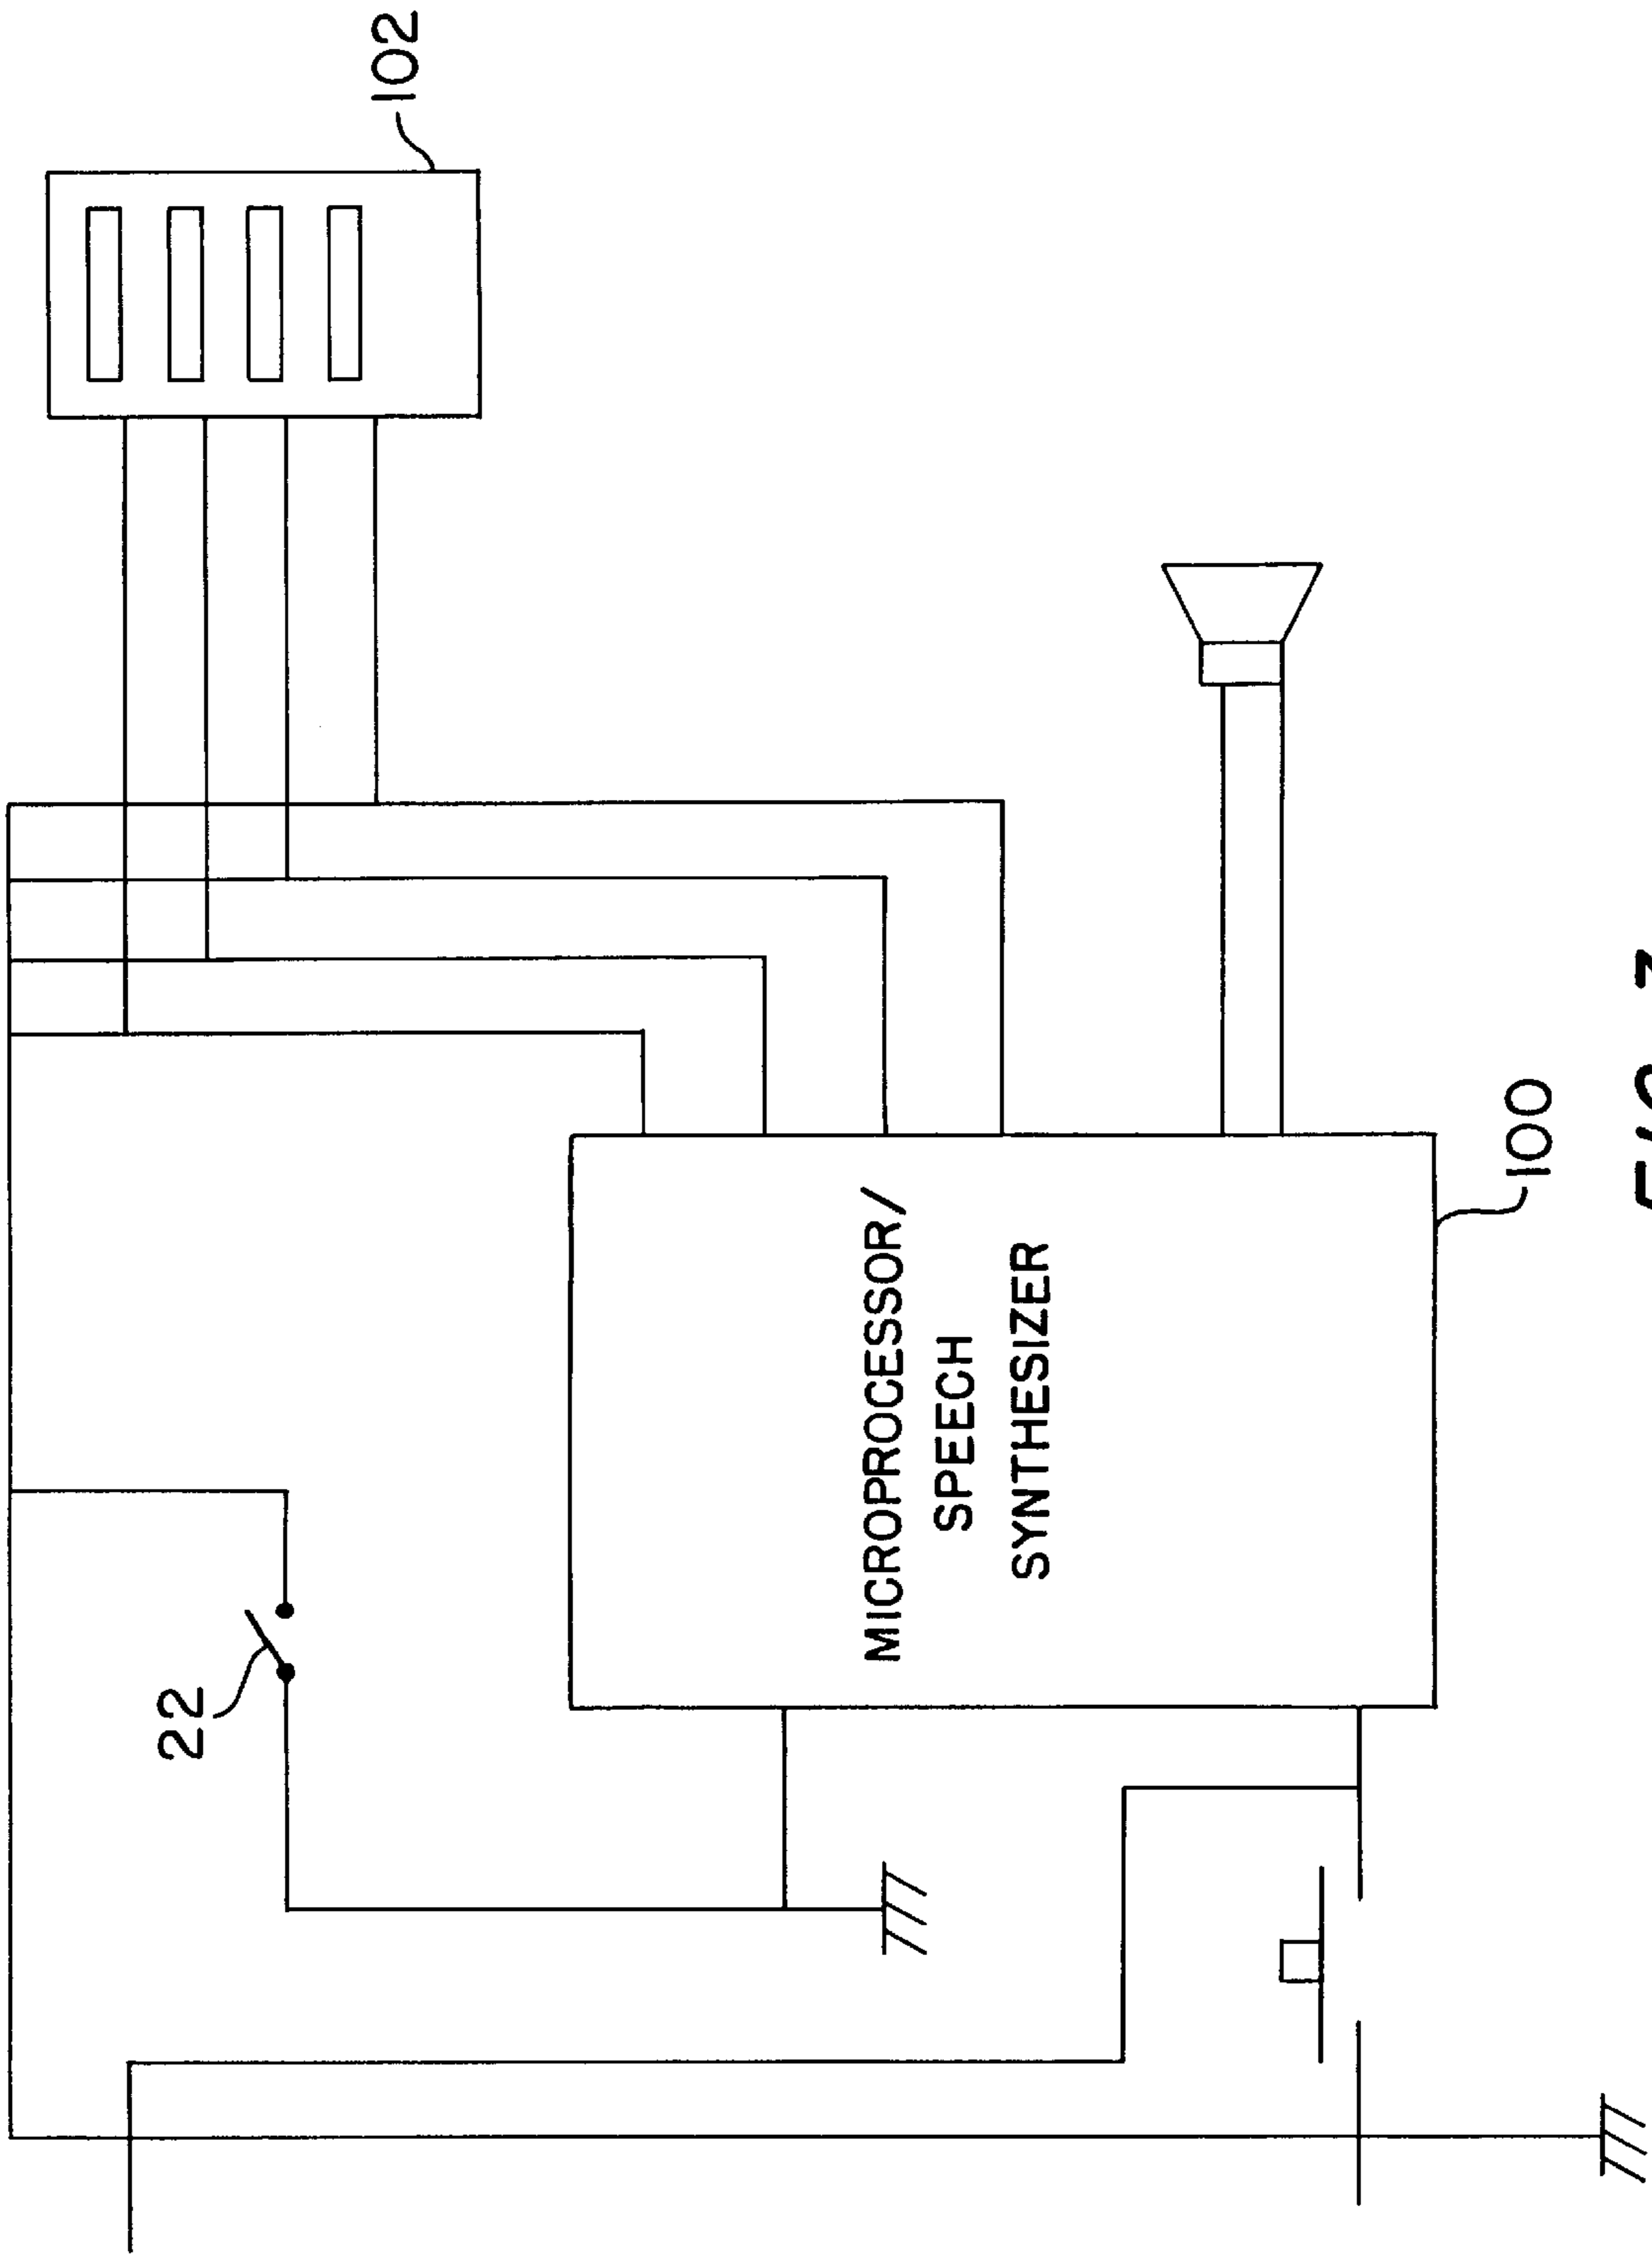 102
22
MICROPROCESSOR/
SPEECH
SYNTHESIZER
100